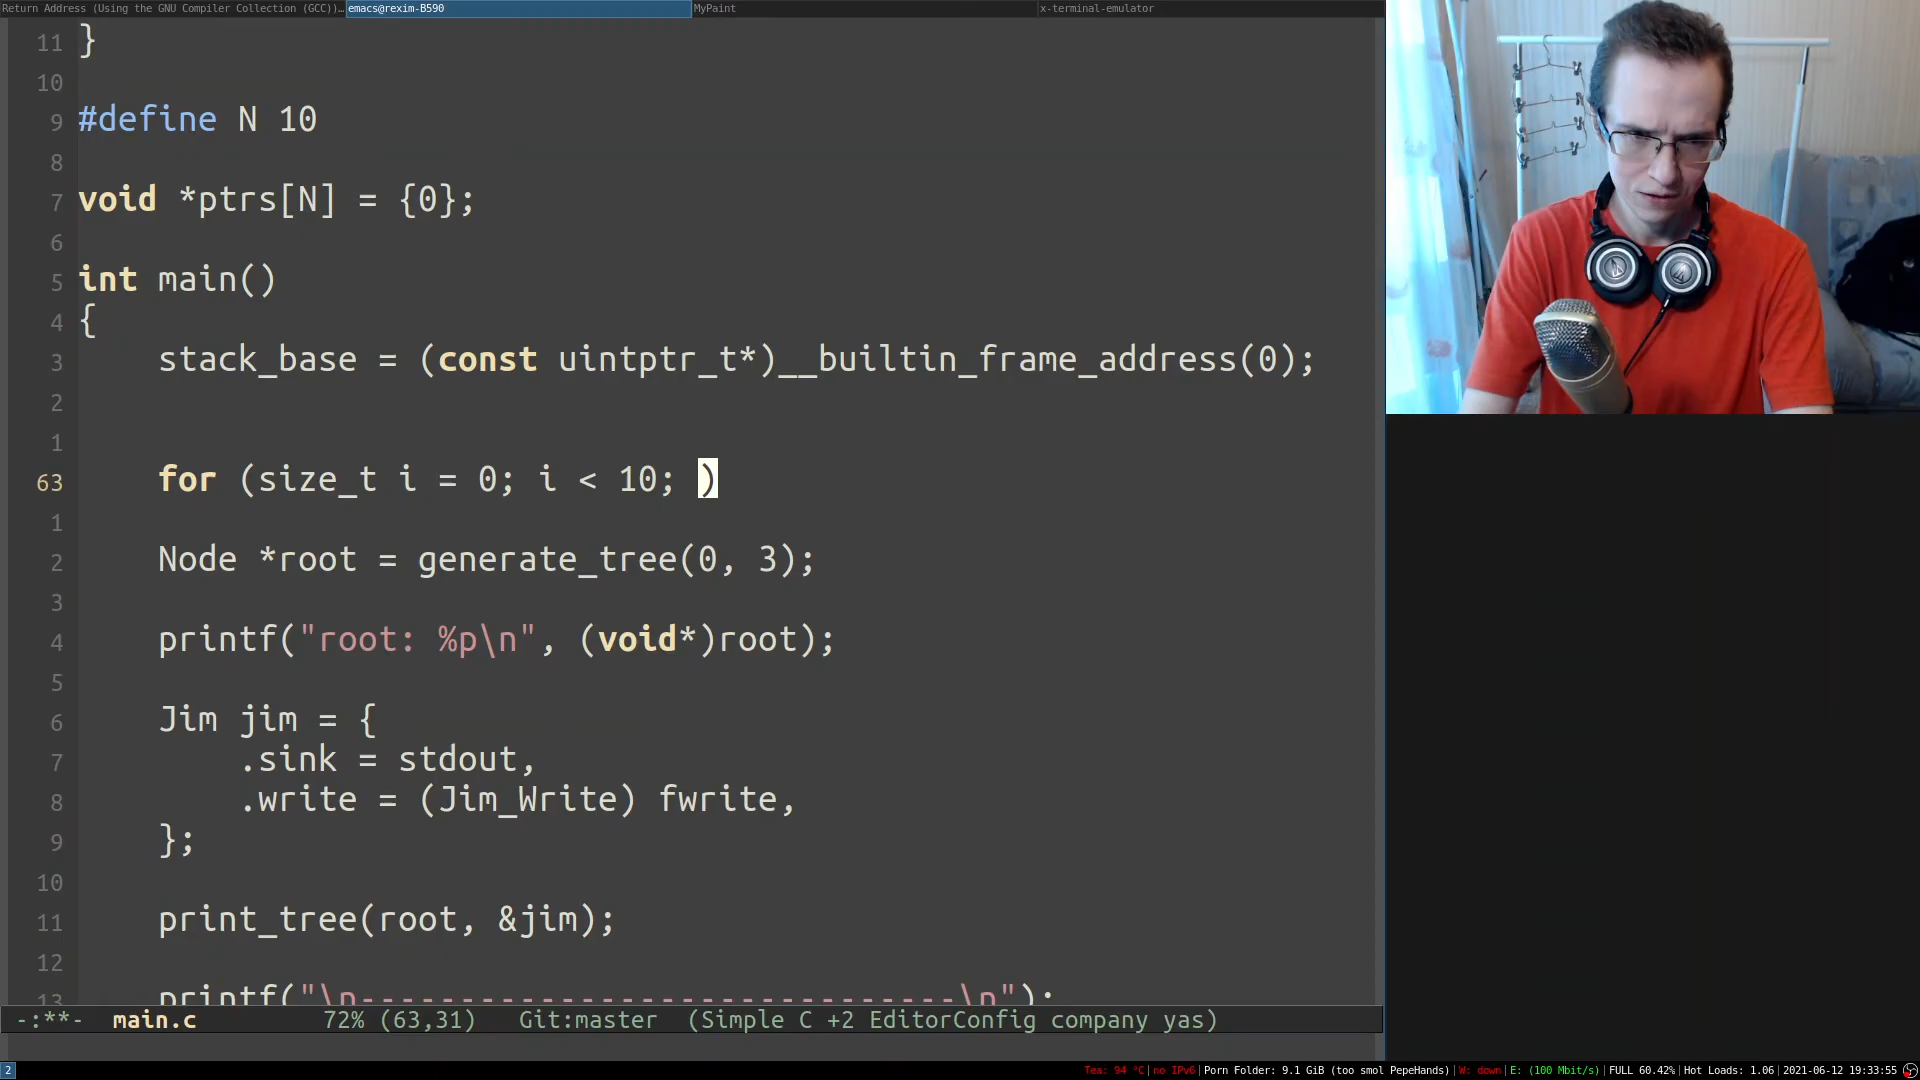 Return Address (Using the GNU Compiler Collection (GCC))… emacs@rexim-B590 MyPaint x-terminal-emulator
11 }
10
9 #define N 10
8
7 void *ptrs[N] = {0};
6
5 int main()
4 {
3 stack_base = (const uintptr_t*)__builtin_frame_address(0);
2
1
63 for (size_t i = 0; i < 10; )
1
2 Node *root = generate_tree(0, 3);
3
4 printf("root: %p\n", (void*)root);
5
6 Jim jim = {
7 .sink = stdout,
8 .write = (Jim_Write) fwrite,
9 };
10
11 print_tree(root, &jim);
12
13 printf("\n------------------------------\n");
-:**- main.c 72% (63,31) Git:master (Simple C +2 EditorConfig company yas)
2 Tea: 94 °C|no IPv6|Porn Folder: 9.1 GiB (too smol PepeHands)|W: down|E: (100 Mbit/s)|FULL 60.42%|Hot Loads: 1.06|2021-06-12 19:33:55